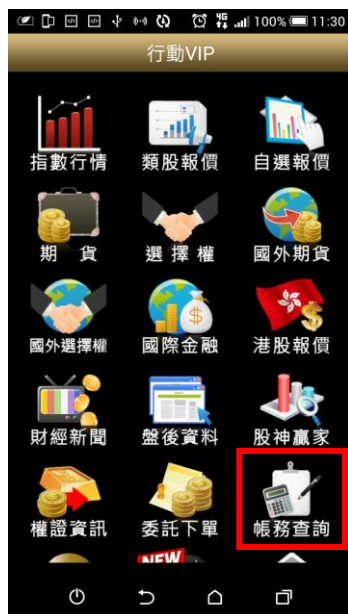 4G 100% 11:30
行動VIP
指數行情 類股報價 自選報價
期 貨 選 擇 權 國外期貨
國外選擇權 國際金融 港股報價
財經新聞 盤後資料 股神贏家
權證資訊 委託下單 帳務查詢
NEW